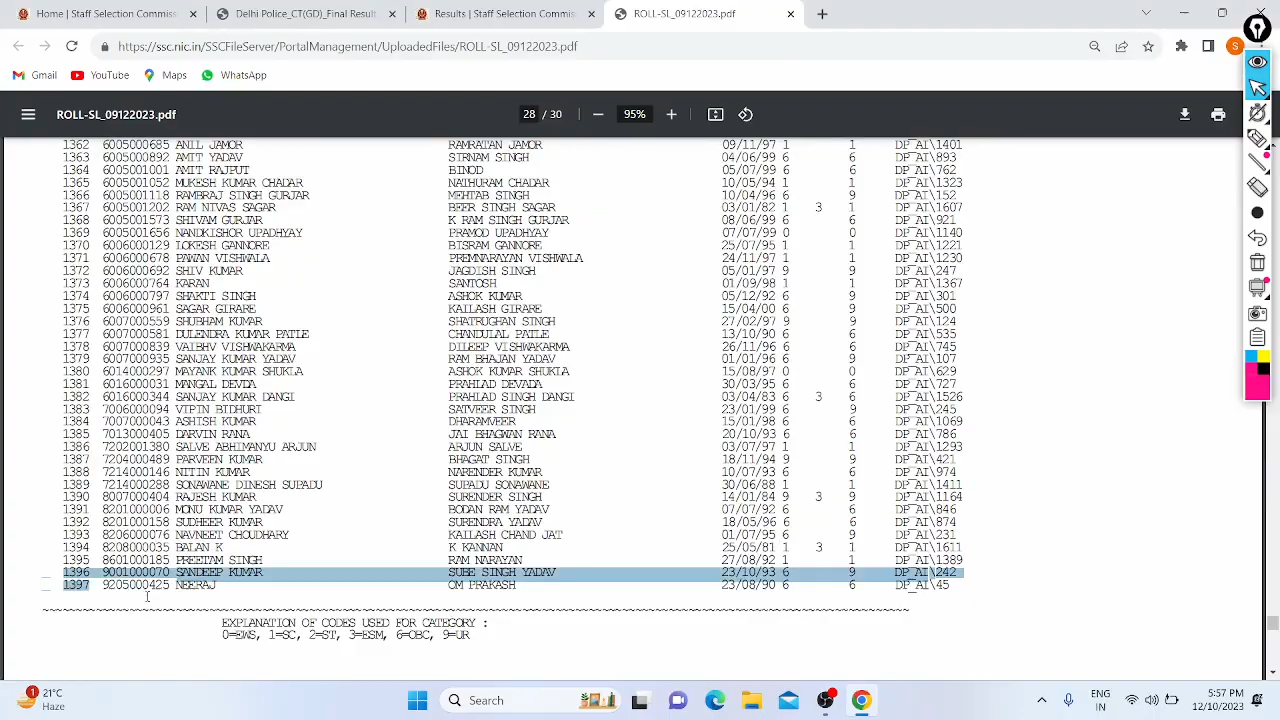 Results | Staff Selection Commis
Delhi Police_CT(GD)_Final Result
Results | Staff Selection Commis
ROLL-SL_09122023.pdf
https://ssc.nic.in/SSCFileServer/PortalManagement/UploadedFiles/ROLL-SL_09122023.pdf
S
Gmail YouTube Maps WhatsApp
ROLL-SL_09122023.pdf 28 / 30 95%
1362 6005000685 ANIL JAMOR RAMRATAN JAMOR 09/11/97 1 1 DP_AI\1401
1363 6005000892 AMIT YADAV SIRNAM SINGH 04/06/99 6 6 DP_AI\893
1364 6005001001 AMIT RAJPUT BINOD 05/07/99 6 6 DP_AI\762
1365 6005001052 MUKESH KUMAR CHADAR NATHURAM CHADAR 10/05/94 1 1 DP_AI\1323
1366 6005001118 RAMBRAJ SINGH GURJAR MEHTAB SINGH 10/04/96 6 9 DP_AI\152
1367 6005001202 RAM NIVAS SAGAR BEER SINGH SAGAR 03/01/82 1 3 1 DP_AI\1607
1368 6005001573 SHIVAM GURJAR K RAM SINGH GURJAR 08/06/99 6 6 DP_AI\921
1369 6005001656 NANDKISHOR UPADHYAY PRAMOD UPADHYAY 07/07/99 0 0 DP_AI\1140
1370 6006000129 LOKESH GANNORE BISRAM GANNORE 25/07/95 1 1 DP_AI\1221
1371 6006000678 PAWAN VISHWALA PREMNARAYAN VISHWALA 24/11/97 1 1 DP_AI\1230
1372 6006000692 SHIV KUMAR JAGDISH SINGH 05/01/97 9 9 DP_AI\247
1373 6006000764 KARAN SAMTOSH 01/09/98 1 1 DP_AI\1367
1374 6006000797 SHAKTI SINGH ASHOK KUMAR 05/12/92 6 9 DP_AI\301
1375 6006000961 SAGAR GIRARE KAILASH GIRARE 15/04/00 6 9 DP_AI\500
1376 6007000559 SHUBHAM KUMAR SHATRUGHAN SINGH 27/02/97 9 9 DP_AI\124
1377 6007000581 DULENDRA KUMAR PATLE CHANDULAL PATLE 13/10/90 6 6 DP_AI\535
1378 6007000839 VAIBHV VISHWAKARMA DILEEP VISHWAKARMA 26/11/96 6 6 DP_AI\745
1379 6007000935 SANJAY KUMAR YADAV RAM BHAJAN YADAV 01/01/96 6 9 DP_AI\107
1380 6014000297 MAYANK KUMAR SHUKLA ASHOK KUMAR SHUKLA 15/08/97 0 0 DP_AI\629
1381 6016000031 MANGAL DEVDA PRAHLAD DEVADA 30/03/95 6 6 DP_AI\727
1382 6016000344 SANJAY KUMAR DANGI PRAHLAD SINGH DANGI 03/04/83 6 3 6 DP_AI\1526
1383 7006000094 VIPIN BIDHURI SATVEER SINGH 23/01/99 6 9 DP_AI\245
1384 7007000043 ASHISH KUMAR DHARAMVEER 15/01/98 6 6 DP_AI\1069
1385 7013000405 DARVIN RANA JAI BHAGWAN RANA 20/10/93 6 6 DP_AI\786
1386 7202001380 SALVE ABHIMANYU ARJUN ARJUN SALVE 03/07/97 1 1 DP_AI\1293
1387 7204000489 PARVEEN KUMAR BHAGAT SINGH 18/11/94 9 9 DP_AI\421
1388 7214000146 NITIN KUMAR NARENDER KUMAR 10/07/93 6 6 DP_AI\974
1389 7214000288 SONAWANE DINESH SUPADU SUPADU SONAWANE 30/06/88 1 1 DP_AI\1411
1390 8007000404 RAJESH KUMAR SURENDER SINGH 14/01/84 9 3 9 DP_AI\1164
1391 8201000006 MONU KUMAR YADAV BODAN RAM YADAV 07/07/92 6 6 DP_AI\846
1392 8201000158 SUDHEER KUMAR SURENDRA YADAV 18/05/96 6 6 DP_AI\874
1393 8206000076 NAVNEET CHOUDHARY KAILASH CHAND JAT 01/07/95 6 9 DP_AI\231
1394 8208000035 BALAN K K KANNAN 25/05/81 1 3 1 DP_AI\1611
1395 8601000185 PREETAM SINGH RAM NARAYAN 27/08/92 1 1 DP_AI\1389
1396 9001000070 SANDEEP KUMAR SUBE SINGH YADAV 23/10/93 6 9 DP_AI\242
1397 9205000425 NEERAJ OM PRAKASH 23/08/90 6 6 DP_AI\45
EXPLANATION OF CODES USED FOR CATEGORY :
0=EWS, 1=SC, 2=ST, 3=ESM, 6=OBC, 9=UR
1
21°C
Haze
Search
ENG
IN
5:57 PM
12/10/2023